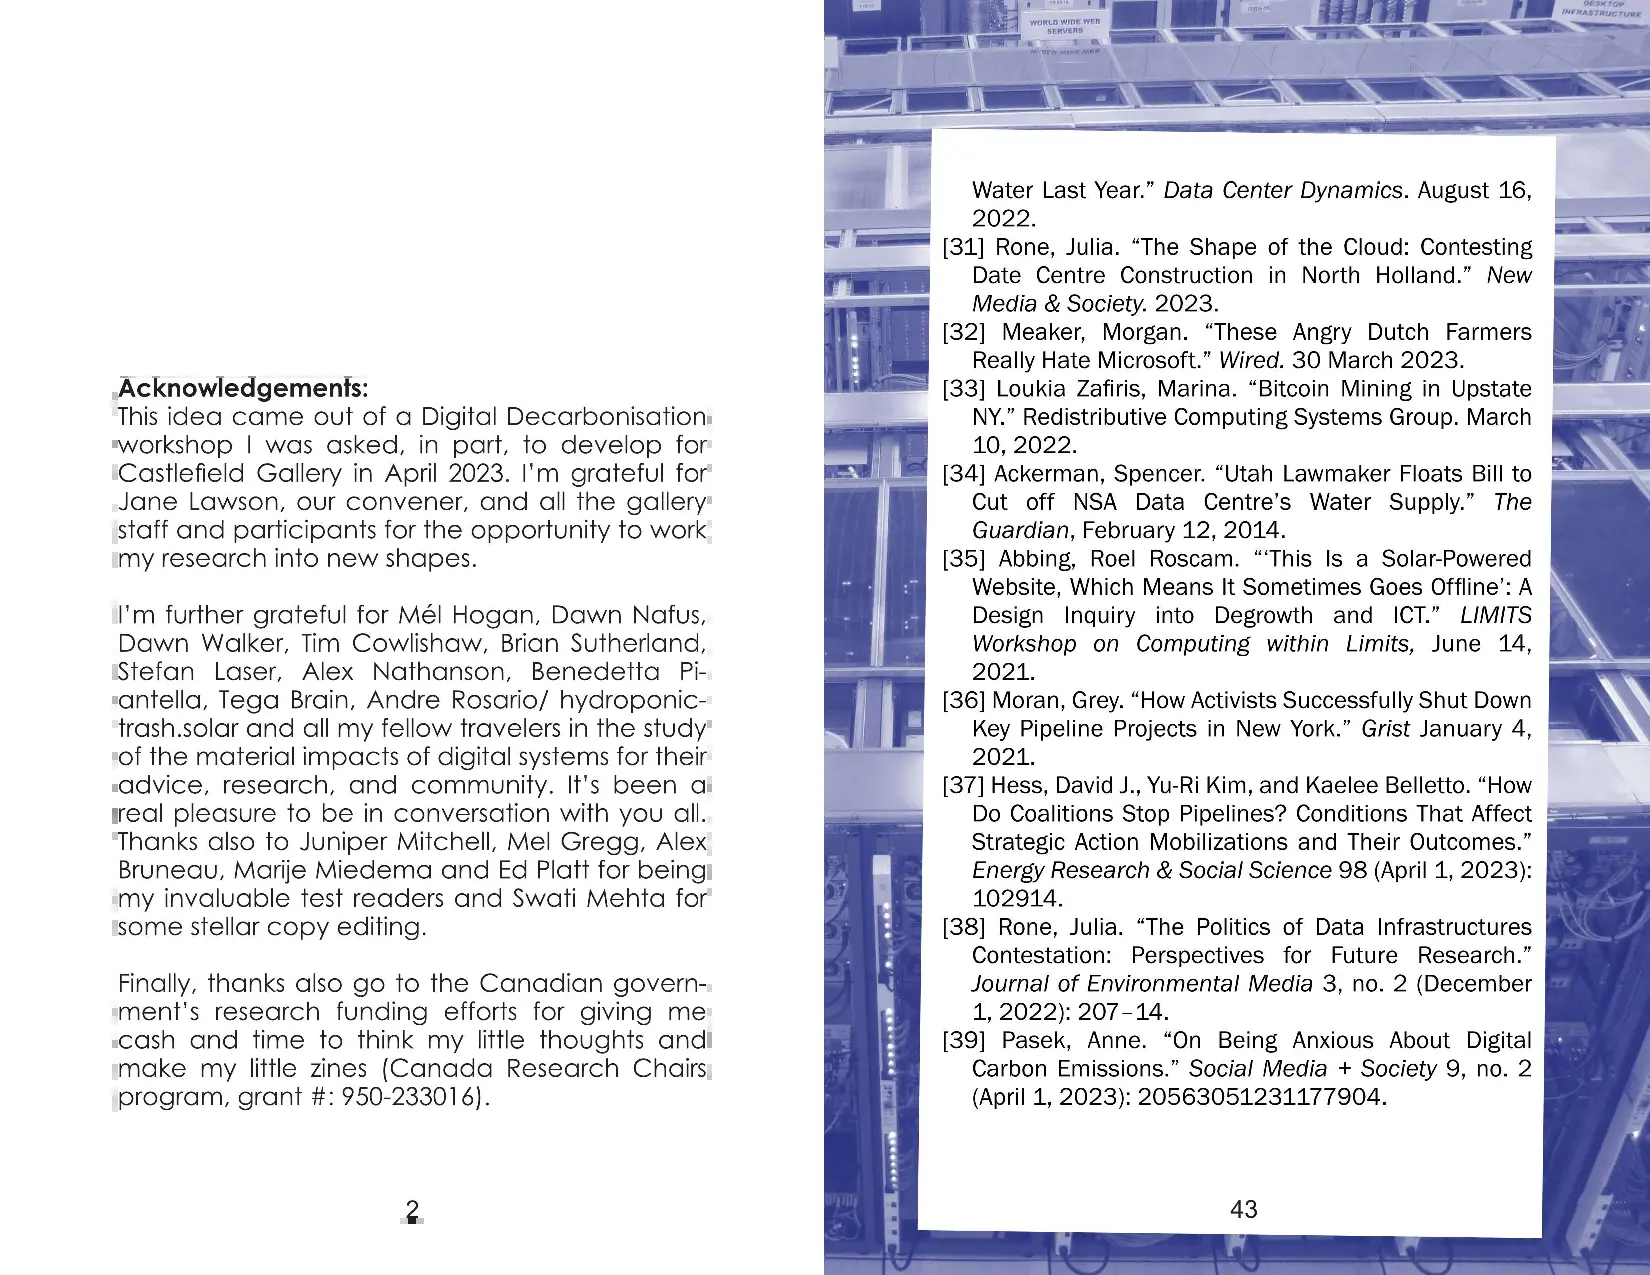 Acknowledgements:
This idea came out of a Digital Decarbonisation
workshop I was asked, in part, to develop for
Castlefield Gallery in April 2023. I’m grateful for
Jane Lawson, our convener, and all the gallery
staff and participants for the opportunity to work
my research into new shapes.
I’m further grateful for Mél Hogan, Dawn Nafus,
Dawn Walker, Tim Cowlishaw, Brian Sutherland,
Stefan Laser, Alex Nathanson, Benedetta Pi-
antella, Tega Brain, Andre Rosario/ hydroponic-
trash.solar and all my fellow travelers in the study
of the material impacts of digital systems for their
advice, research, and community. It’s been a
real pleasure to be in conversation with you all.
Thanks also to Juniper Mitchell, Mel Gregg, Alex
Bruneau, Marije Miedema and Ed Platt for being
my invaluable test readers and Swati Mehta for
some stellar copy editing.
Finally, thanks also go to the Canadian govern-
ment’s research funding efforts for giving me
cash and time to think my little thoughts and
make my little zines (Canada Research Chairs
program, grant #: 950-233016).
2
WORLD WIDE WEB
SERVERS
DESKTOP
INFRASTRUCTURE
Water Last Year.” Data Center Dynamics. August 16,
2022.
[31] Rone, Julia. “The Shape of the Cloud: Contesting
Date Centre Construction in North Holland.” New
Media & Society. 2023.
[32] Meaker, Morgan. “These Angry Dutch Farmers
Really Hate Microsoft.” Wired. 30 March 2023.
[33] Loukia Zafiris, Marina. “Bitcoin Mining in Upstate
NY.” Redistributive Computing Systems Group. March
10, 2022.
[34] Ackerman, Spencer. “Utah Lawmaker Floats Bill to
Cut off NSA Data Centre’s Water Supply.” The
Guardian, February 12, 2014.
[35] Abbing, Roel Roscam. “‘This Is a Solar-Powered
Website, Which Means It Sometimes Goes Offline’: A
Design Inquiry into Degrowth and ICT.” LIMITS
Workshop on Computing within Limits, June 14,
2021.
[36] Moran, Grey. “How Activists Successfully Shut Down
Key Pipeline Projects in New York.” Grist January 4,
2021.
[37] Hess, David J., Yu-Ri Kim, and Kaelee Belletto. “How
Do Coalitions Stop Pipelines? Conditions That Affect
Strategic Action Mobilizations and Their Outcomes.”
Energy Research & Social Science 98 (April 1, 2023):
102914.
[38] Rone, Julia. “The Politics of Data Infrastructures
Contestation: Perspectives for Future Research.”
Journal of Environmental Media 3, no. 2 (December
1, 2022): 207–14.
[39] Pasek, Anne. “On Being Anxious About Digital
Carbon Emissions.” Social Media + Society 9, no. 2
(April 1, 2023): 20563051231177904.
43